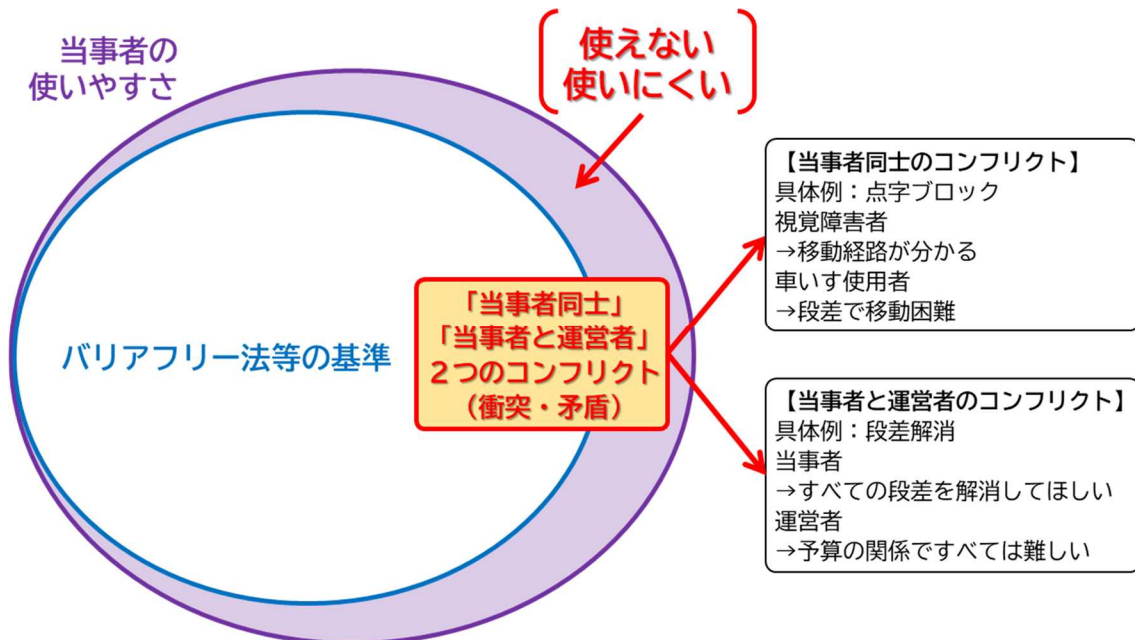 当事者の
使いやすさ
使えない
使いにくい
バリアフリー法等の基準
「当事者同士」
「当事者と運営者」
２つのコンフリクト
（衝突・矛盾）
【当事者同士のコンフリクト】
具体例：点字ブロック
視覚障害者
→移動経路が分かる
車いす使用者
→段差で移動困難
【当事者と運営者のコンフリクト】
具体例：段差解消
当事者
→すべての段差を解消してほしい
運営者
→予算の関係ですべては難しい